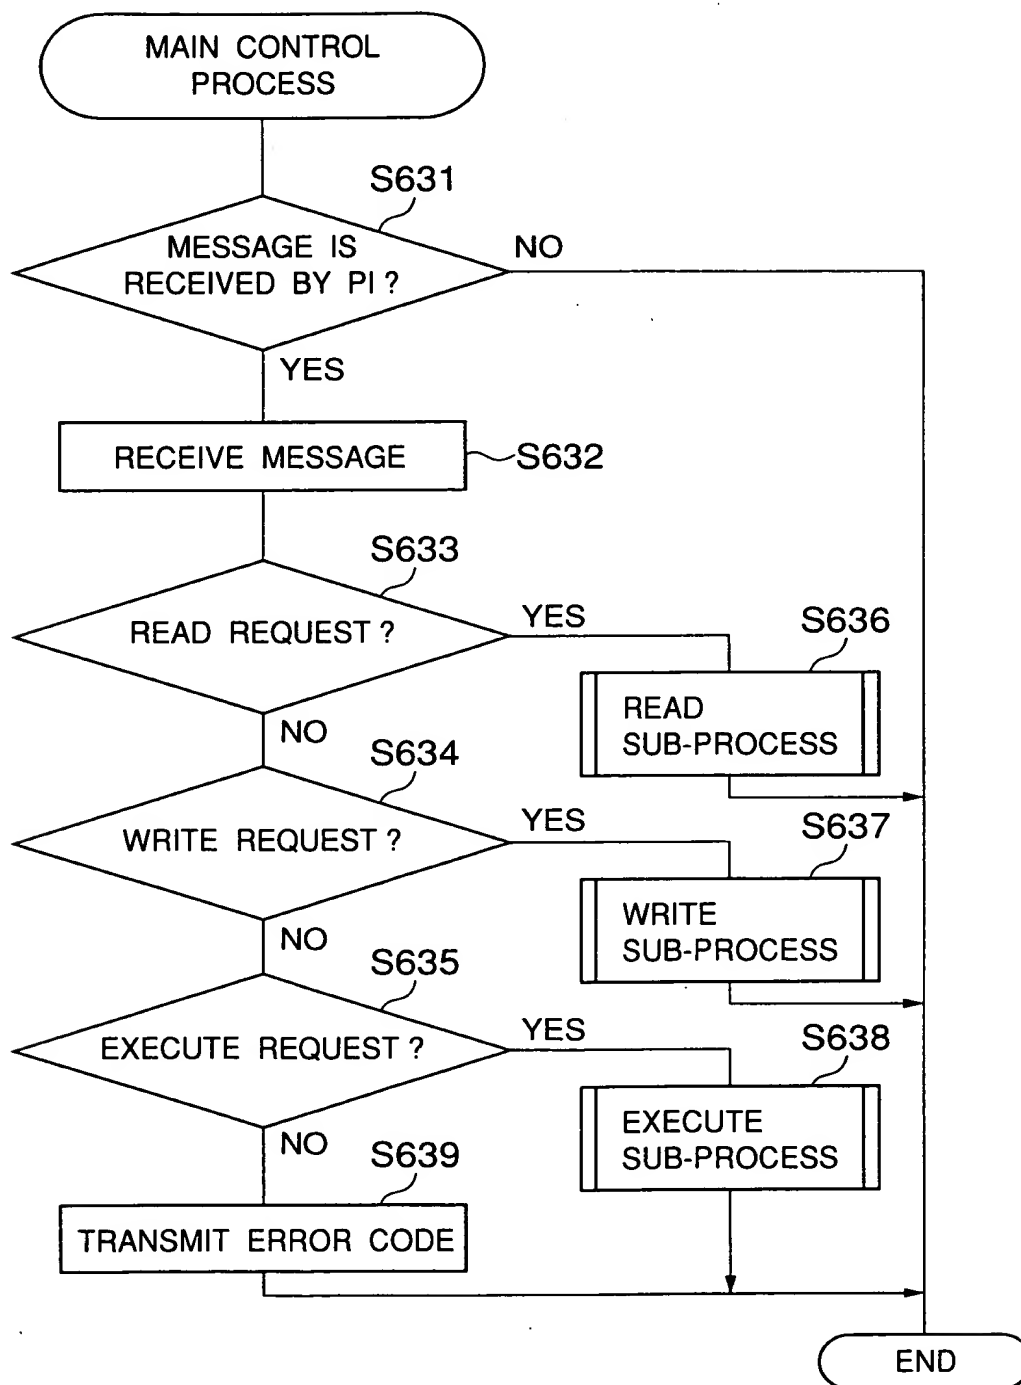 MAIN CONTROL
PROCESS
S631
MESSAGE IS
RECEIVED BY PI ?
NO
YES
RECEIVE MESSAGE
S632
S633
READ REQUEST ?
YES
S636
READ
SUB-PROCESS
NO
S634
WRITE REQUEST ?
YES
S637
WRITE
SUB-PROCESS
NO
S635
EXECUTE REQUEST ?
YES
S638
EXECUTE
SUB-PROCESS
NO
S639
TRANSMIT ERROR CODE
END